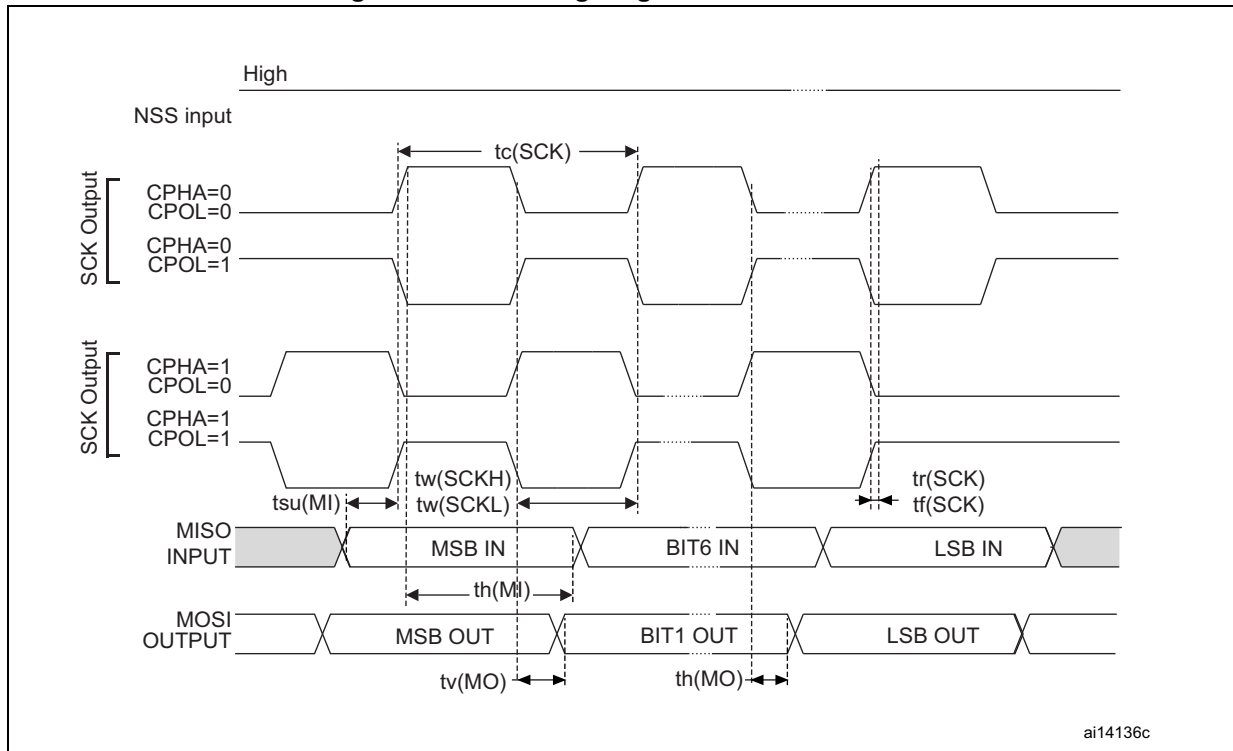 High
NSS input
tc(SCK)
SCK Output
CPHA=0
CPOL=0
CPHA=0
CPOL=1
SCK Output
CPHA=1
CPOL=0
CPHA=1
CPOL=1
tw(SCKH)
tw(SCKL)
tr(SCK)
tf(SCK)
tsu(MI)
MISO
INPUT
MSB IN
BIT6 IN
LSB IN
th(MI)
MOSI
OUTPUT
MSB OUT
BIT1 OUT
LSB OUT
tv(MO)
th(MO)
ai14136c